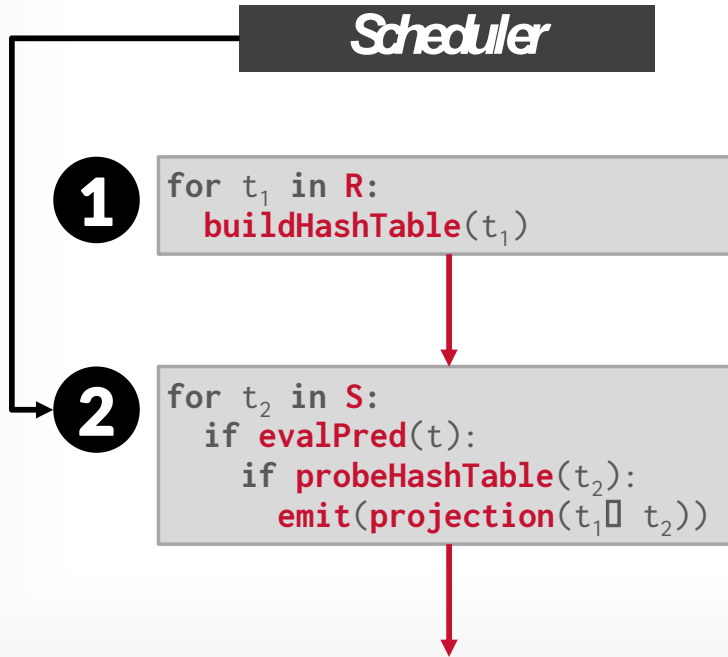 Scheduler
1
for t₁ in R:
  buildHashTable(t₁)
2
for t₂ in S:
  if evalPred(t):
    if probeHashTable(t₂):
      emit(projection(t₁▯ t₂))